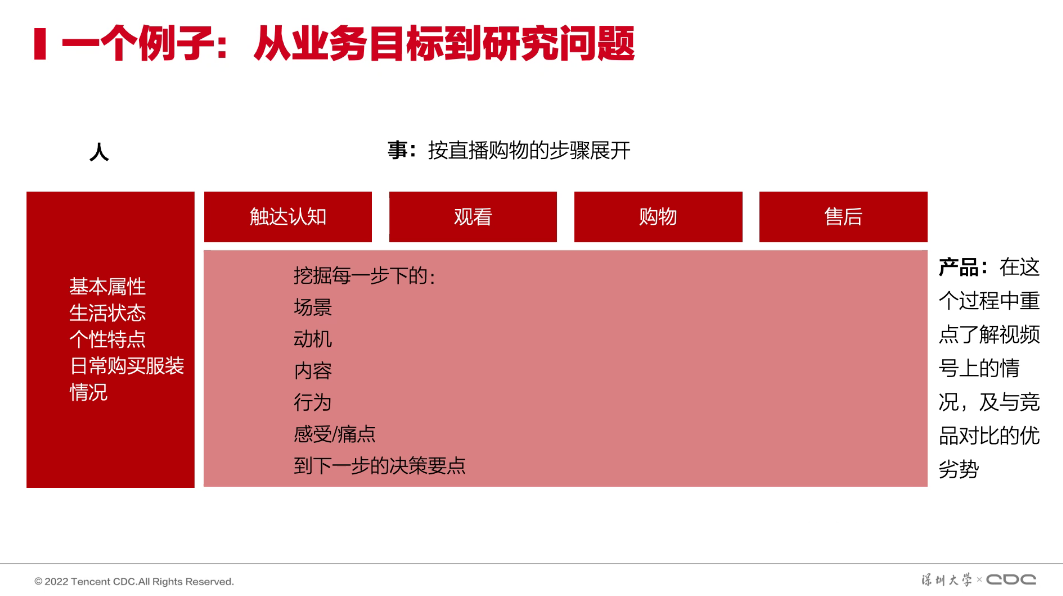 一个例子：从业务目标到研究问题
人
事：按直播购物的步骤展开
触达认知
观看
购物
售后
基本属性
生活状态
个性特点
日常购买服装
情况
挖掘每一步下的：
场景
动机
内容
行为
感受/痛点
到下一步的决策要点
产品：在这
个过程中重
点了解视频
号上的情
况，及与竞
品对比的优
劣势
© 2022 Tencent CDC.All Rights Reserved.
深圳大学 × CDC